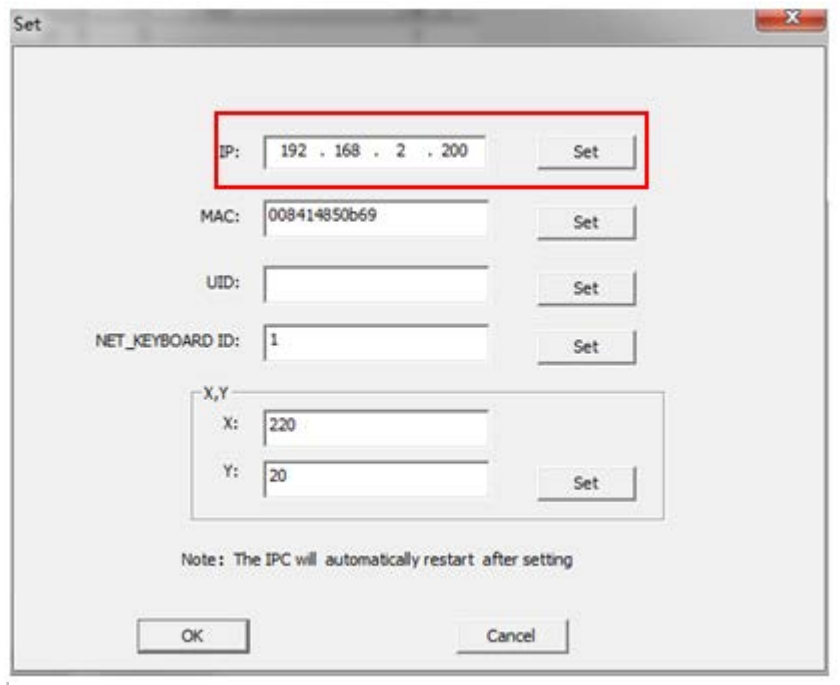 Set
IP: 192 . 168 . 2 . 200 Set
MAC: 008414850b69 Set
UID: Set
NET_KEYBOARD ID: 1 Set
X,Y
X: 220
Y: 20 Set
Note: The IPC will automatically restart after setting
OK Cancel